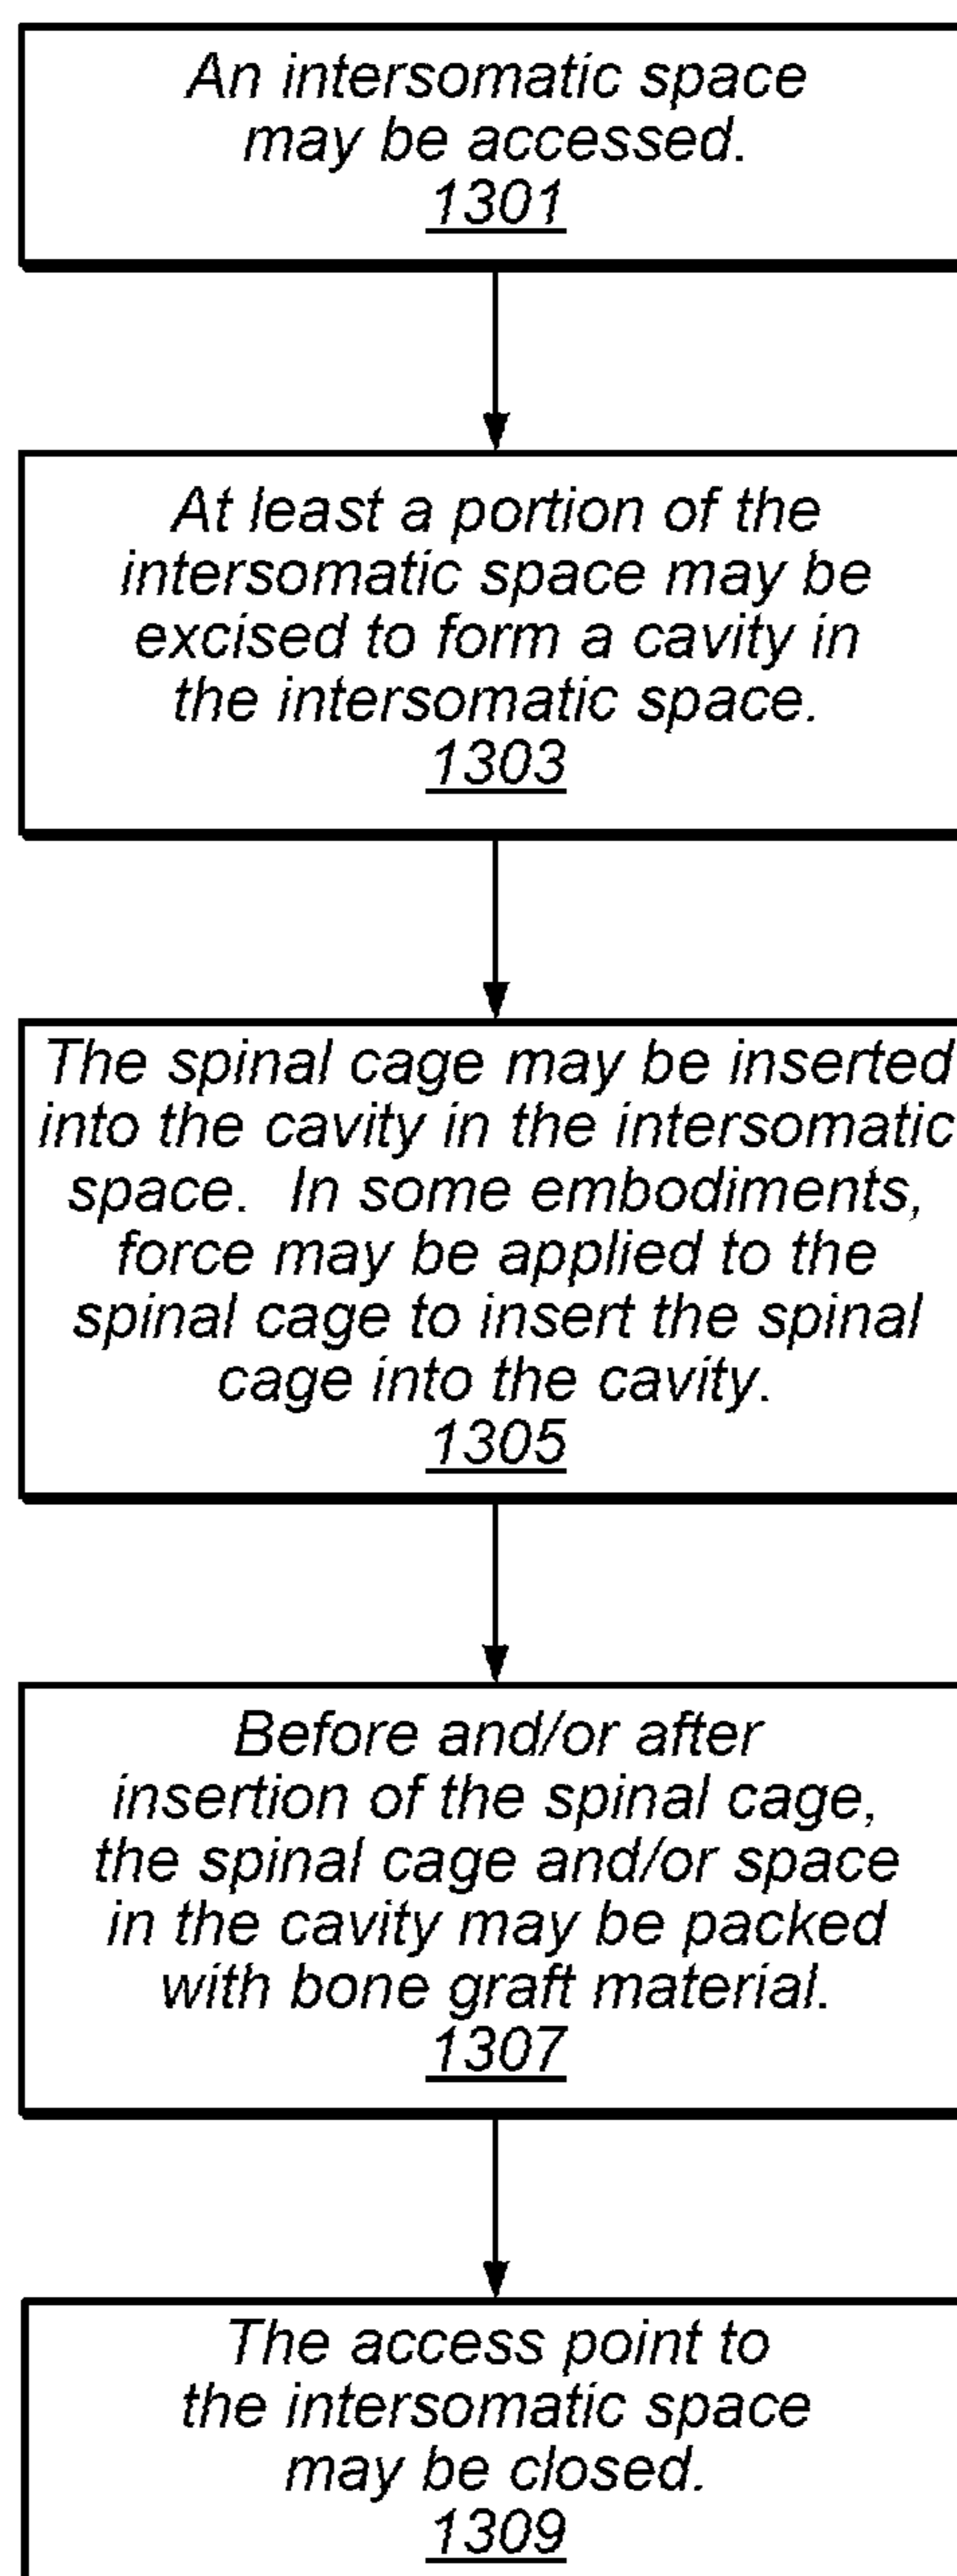 An intersomatic space
may be accessed.
1301
At least a portion of the
intersomatic space may be
excised to form a cavity in
the intersomatic space.
1303
The spinal cage may be inserted
into the cavity in the intersomatic
space.  In some embodiments,
force may be applied to the
spinal cage to insert the spinal
cage into the cavity.
1305
Before and/or after
insertion of the spinal cage,
the spinal cage and/or space
in the cavity may be packed
with bone graft material.
1307
The access point to
the intersomatic space
may be closed.
1309